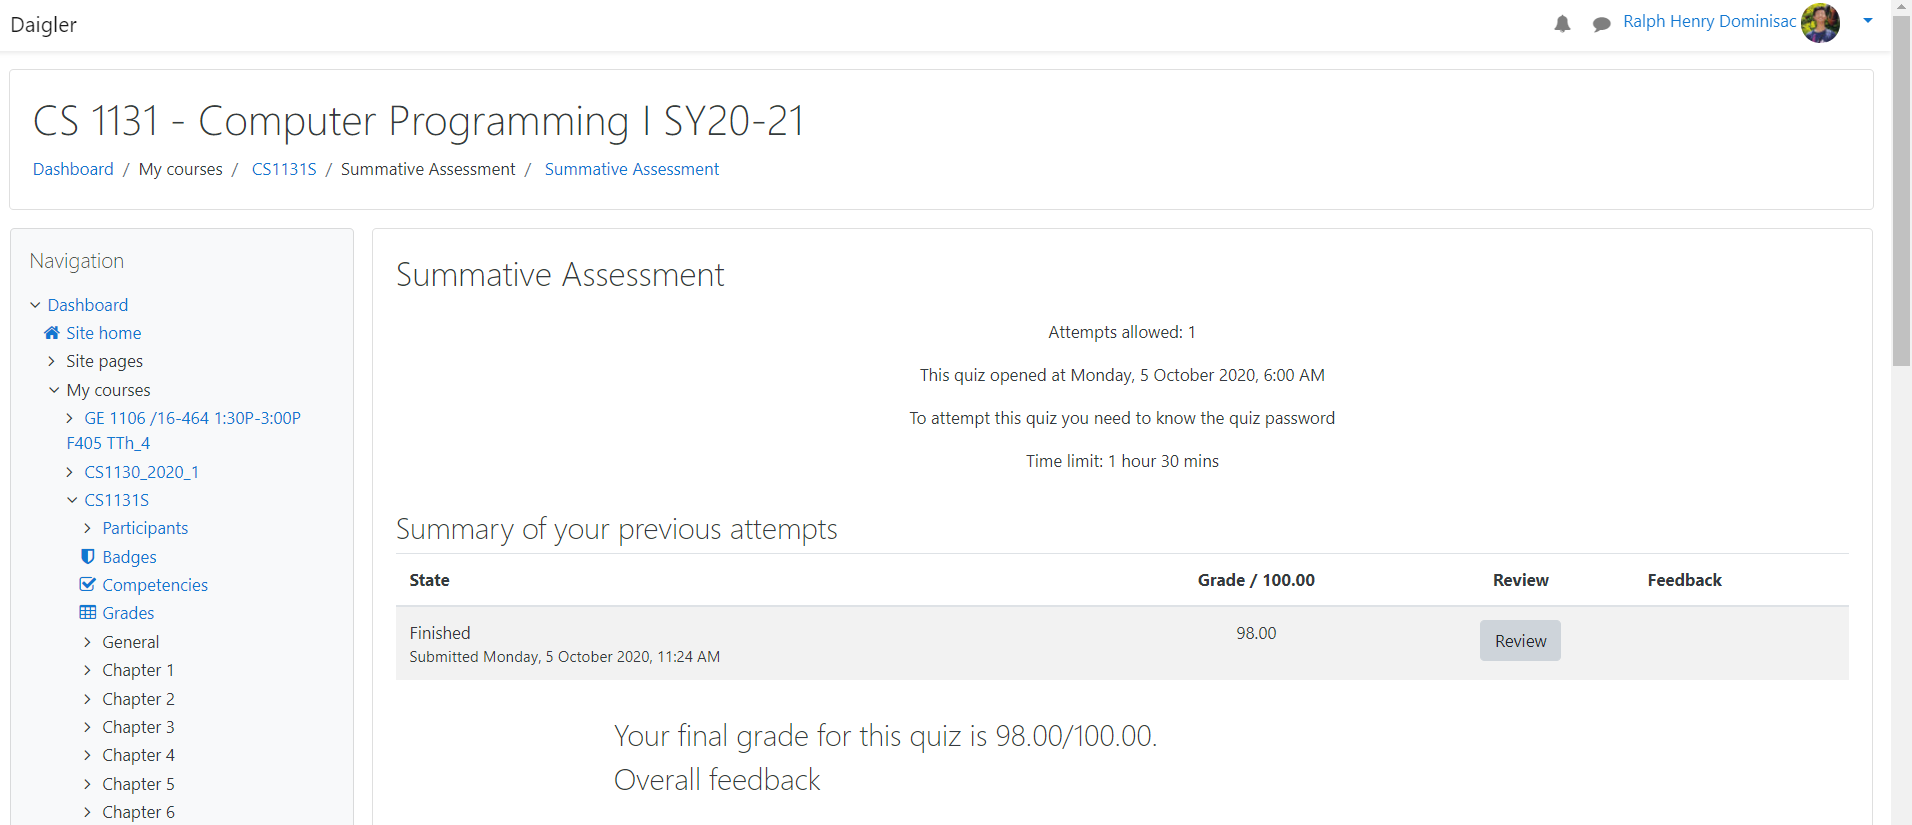 Daigler
Ralph Henry Dominisac
CS 1131 - Computer Programming I SY20-21
Dashboard / My courses / CS1131S / Summative Assessment / Summative Assessment
Navigation
Dashboard
Site home
Site pages
My courses
GE 1106 /16-464 1:30P-3:00P
F405 TTh_4
CS1130_2020_1
CS1131S
Participants
Badges
Competencies
Grades
General
Chapter 1
Chapter 2
Chapter 3
Chapter 4
Chapter 5
Chapter 6
Summative Assessment
Attempts allowed: 1
This quiz opened at Monday, 5 October 2020, 6:00 AM
To attempt this quiz you need to know the quiz password
Time limit: 1 hour 30 mins
Summary of your previous attempts
State Grade / 100.00 Review Feedback
Finished 98.00 Review
Submitted Monday, 5 October 2020, 11:24 AM
Your final grade for this quiz is 98.00/100.00.
Overall feedback